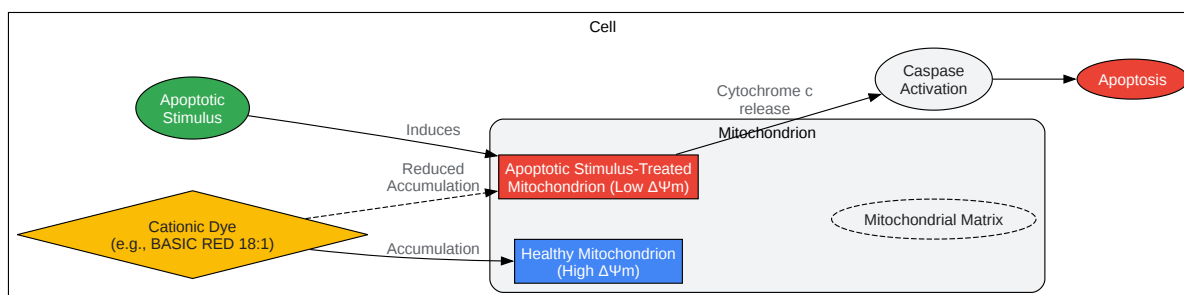 Cell
Caspase
Activation
Apoptosis
Apoptotic
Stimulus
Cytochrome c
release
Induces
Mitochondrion
Reduced
Accumulation
Apoptotic Stimulus-Treated
Mitochondrion (Low ΔΨm)
Mitochondrial Matrix
Cationic Dye
(e.g., BASIC RED 18:1)
Accumulation
Healthy Mitochondrion
(High ΔΨm)